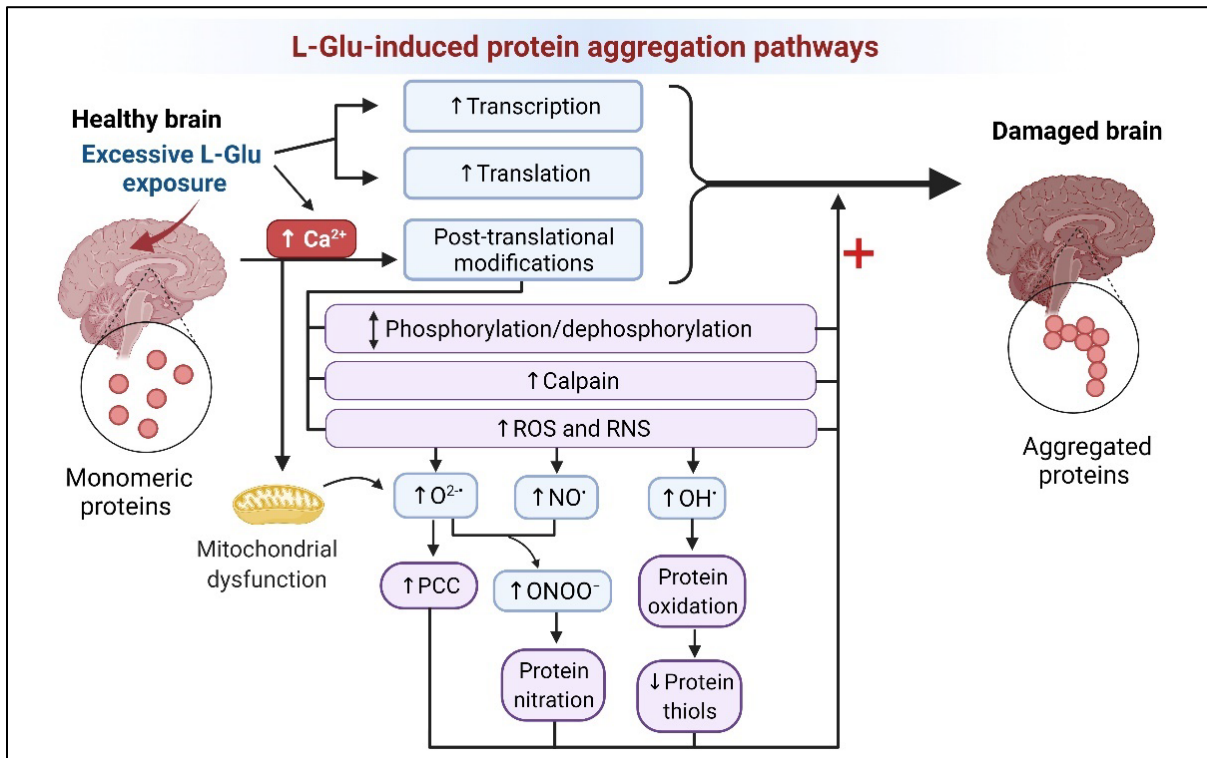 L-Glu-induced protein aggregation pathways
Healthy brain
Excessive L-Glu
exposure
↑ Ca²⁺
↑Transcription
↑Translation
Post-translational
modifications
Damaged brain
+
↕Phosphorylation/dephosphorylation
↑Calpain
↑ROS and RNS
Monomeric
proteins
Aggregated
proteins
Mitochondrial
dysfunction
↑O²⁻·
↑NO·
↑OH·
↑PCC
↑ONOO⁻
Protein
oxidation
Protein
nitration
↓Protein
thiols